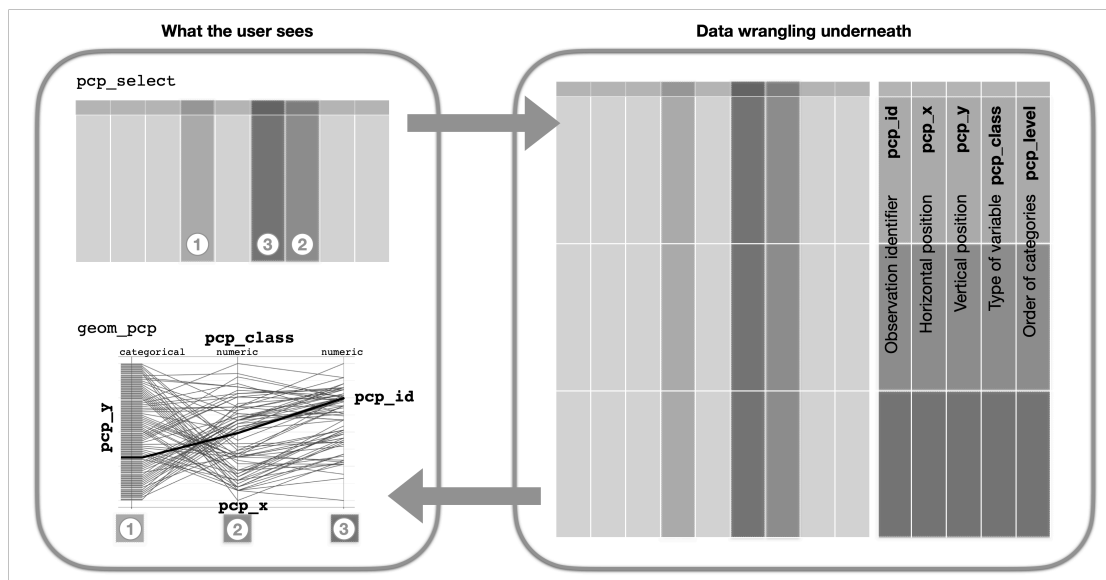 What the user sees
pcp_select
1
3
2
geom_pcp
pcp_class
categorical
numeric
numeric
pcp_y
pcp_id
pcp_x
1
2
3
Data wrangling underneath
Observation identifier pcp_id
Horizontal position pcp_x
Vertical position pcp_y
Type of variable pcp_class
Order of categories pcp_level